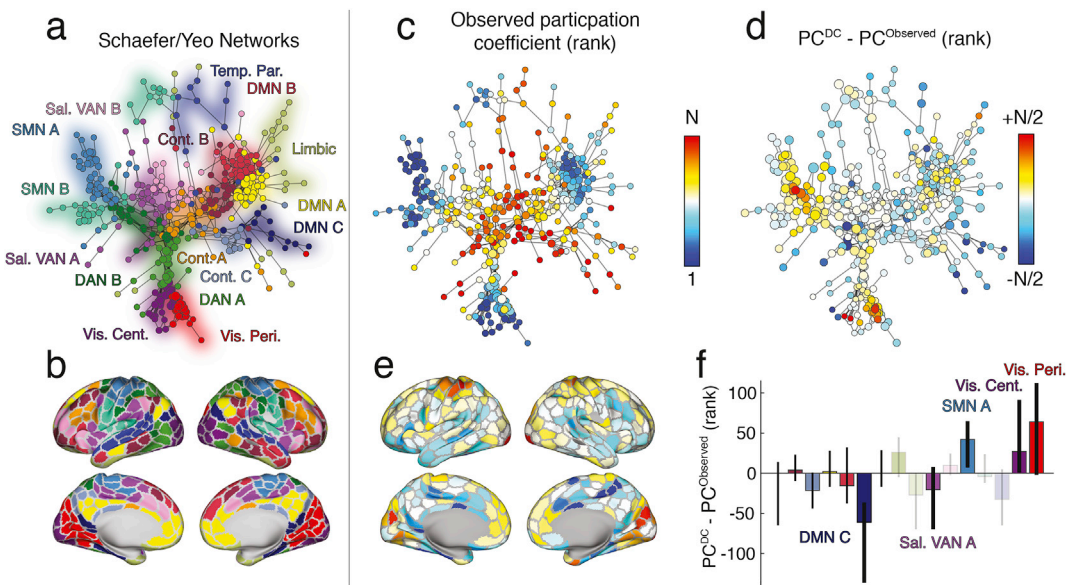 a
Schaefer/Yeo Networks
Temp. Par.
DMN B
Sal. VAN B
SMN A
Cont. B
Limbic
SMN B
DMN A
DMN C
Sal. VAN A
Cont. A
DAN B
Cont. C
DAN A
Vis. Cent.
Vis. Peri.
b
c
Observed particpation
coefficient (rank)
N
1
d
PC^DC - PC^Observed (rank)
+N/2
-N/2
e
f
PC^DC - PC^Observed (rank)
100
50
0
-50
-100
Vis. Peri.
Vis. Cent.
SMN A
DMN C
Sal. VAN A